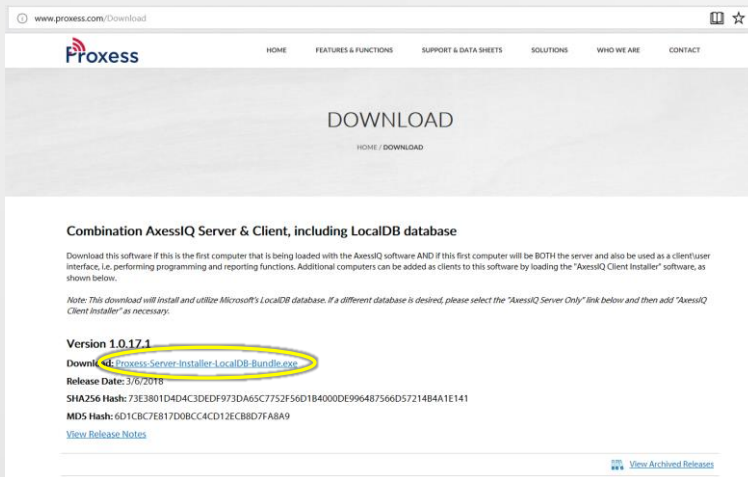 www.proxess.com/Download
Proxess
HOME FEATURES & FUNCTIONS SUPPORT & DATA SHEETS SOLUTIONS WHO WE ARE CONTACT
DOWNLOAD
HOME / DOWNLOAD
Combination AxessIQ Server & Client, including LocalDB database
Download this software if this is the first computer that is being loaded with the AxessIQ software AND if this first computer will be BOTH the server and also be used as a client\user
interface, i.e. performing programming and reporting functions. Additional computers can be added as clients to this software by loading the "AxessIQ Client Installer" software, as
shown below.
Note: This download will install and utilize Microsoft's LocalDB database. If a different database is desired, please select the "AxessIQ Server Only" link below and then add "AxessIQ
Client Installer" as necessary.
Version 1.0.17.1
Download: Proxess-Server-Installer-LocalDB-Bundle.exe
Release Date: 3/6/2018
SHA256 Hash: 73E3801D4D4C3DEDF973DA65C7752F56D1B4000DE996487566D57214B4A1E141
MD5 Hash: 6D1CBC7E817D0BCC4CD12ECB8D7FA8A9
View Release Notes
View Archived Releases